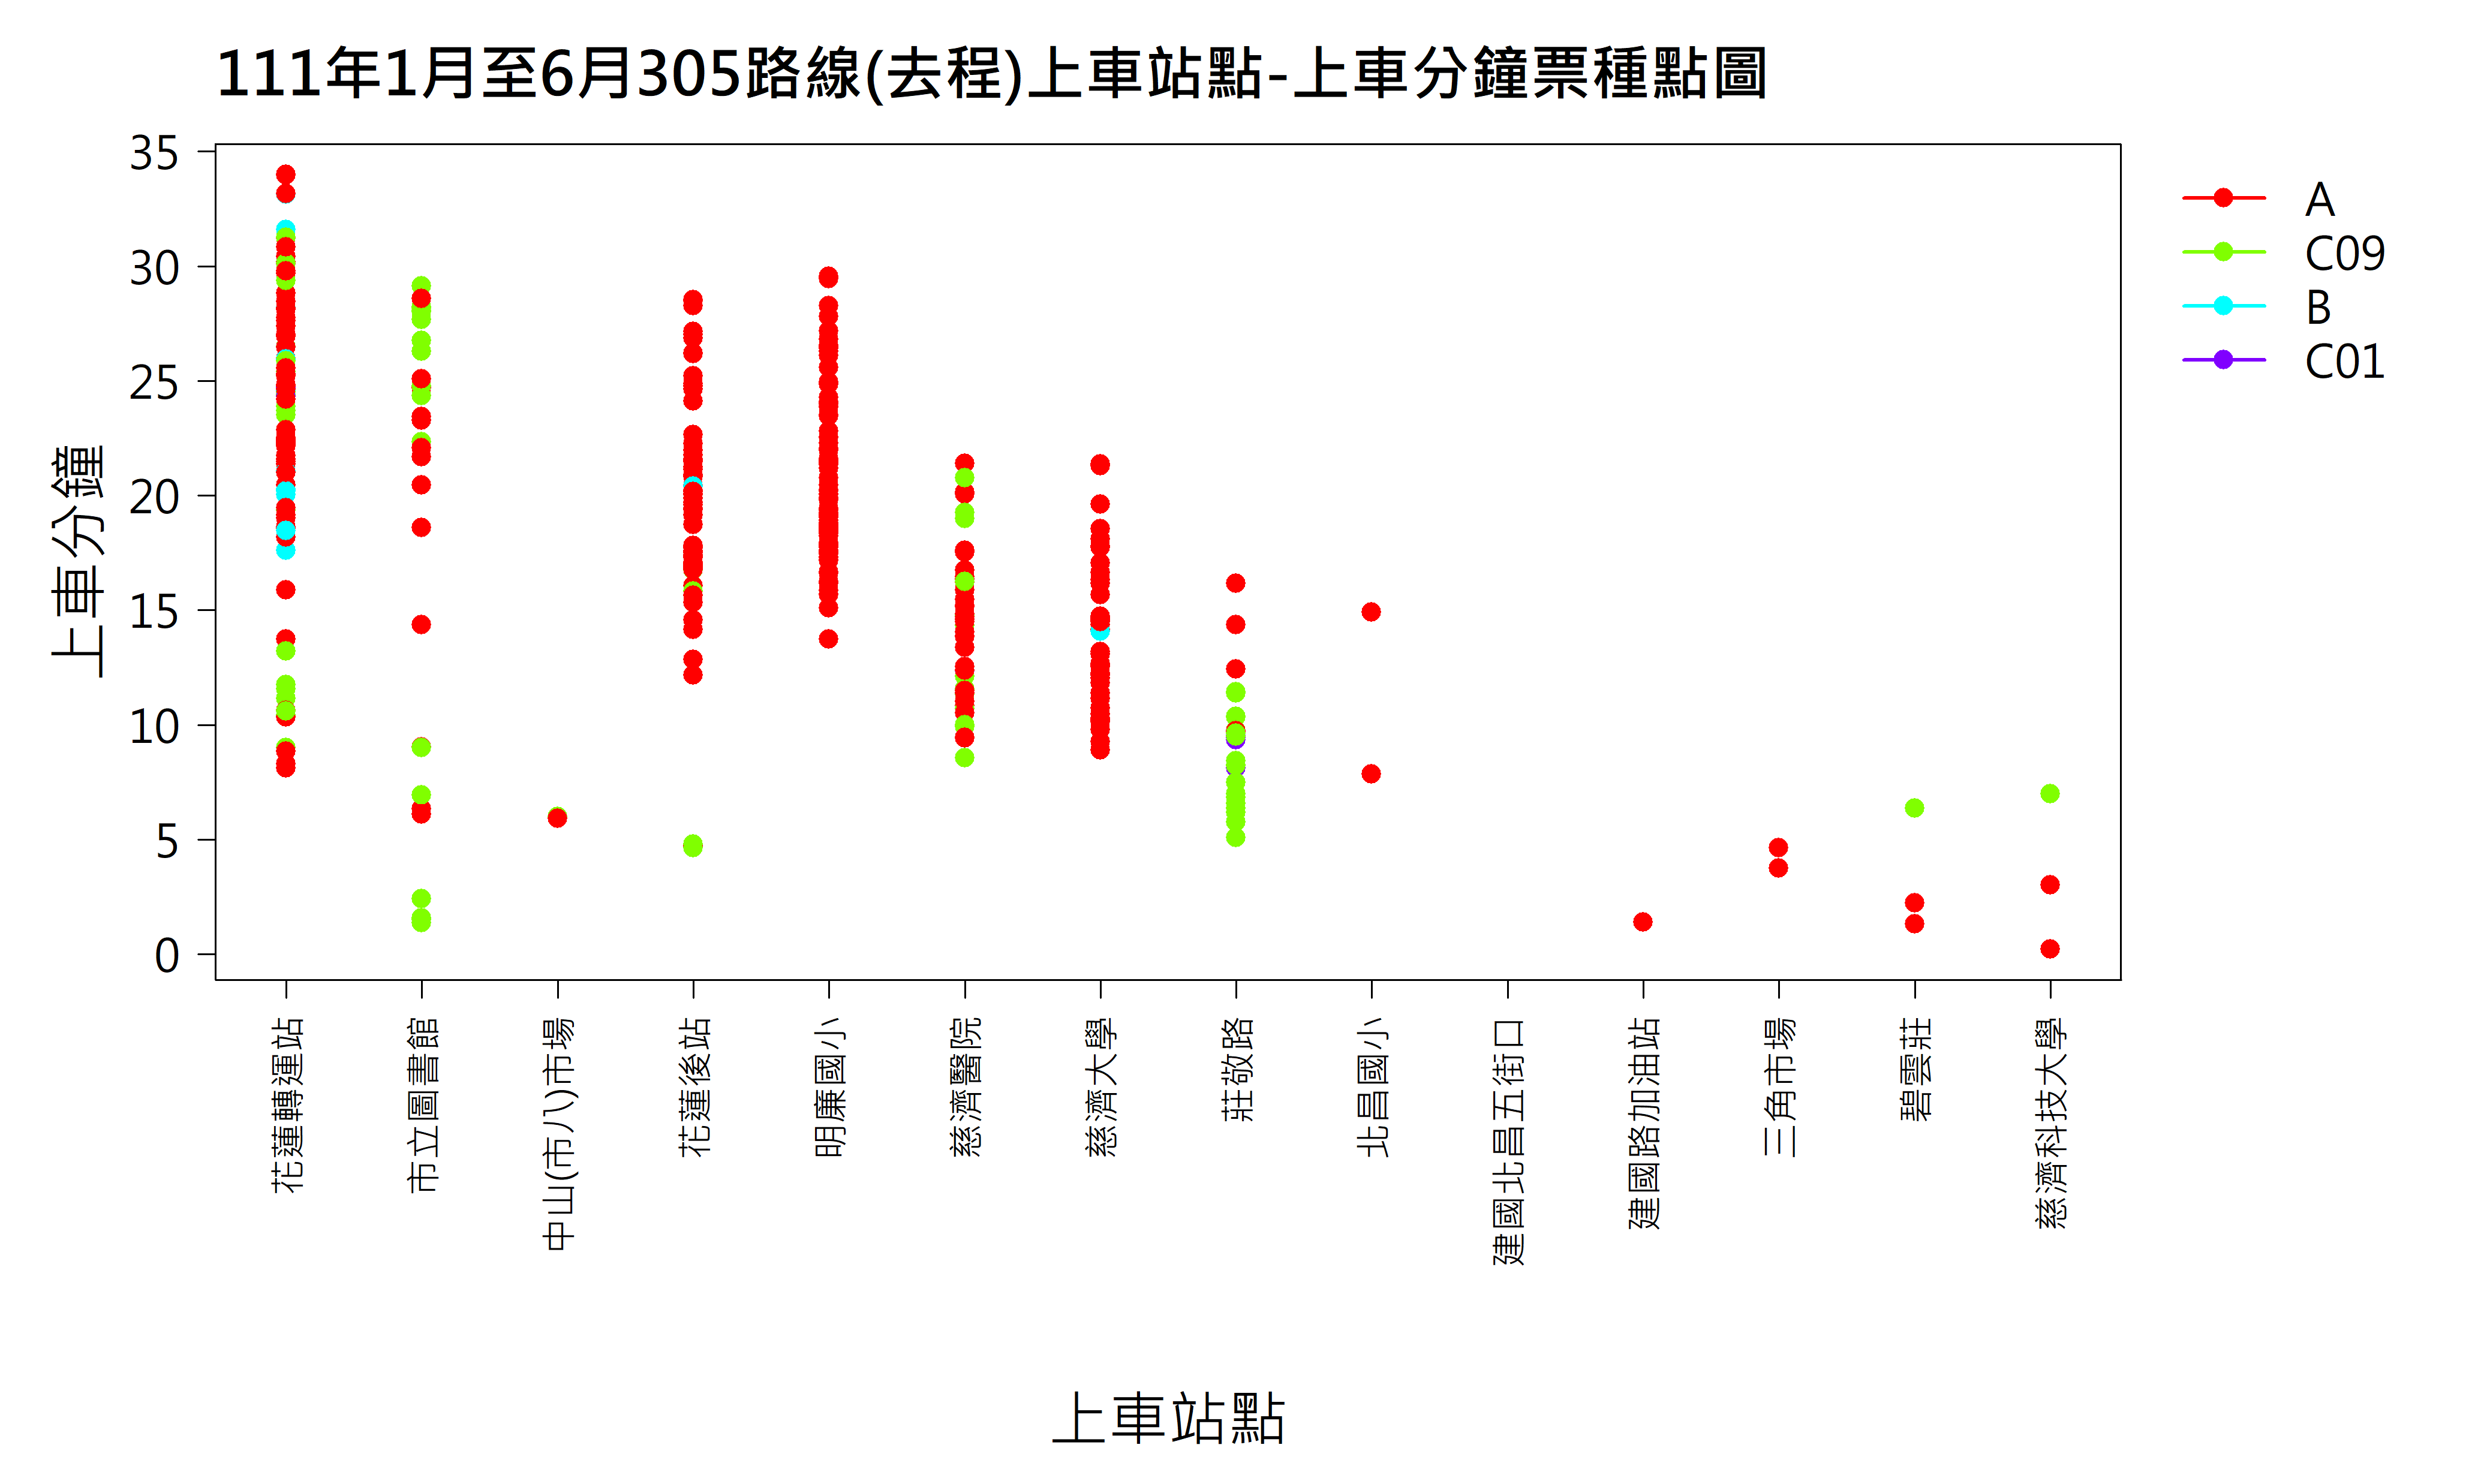 111年1月至6月305路線(去程)上車站點-上車分鐘票種點圖
35
30
25
20
15
10
5
0
上車分鐘
A
C09
B
C01
花蓮轉運站
市立圖書館
中山(市八)市場
花蓮後站
明廉國小
慈濟醫院
慈濟大學
莊敬路
北昌國小
建國北昌五街口
建國路加油站
三角市場
碧雲莊
慈濟科技大學
上車站點